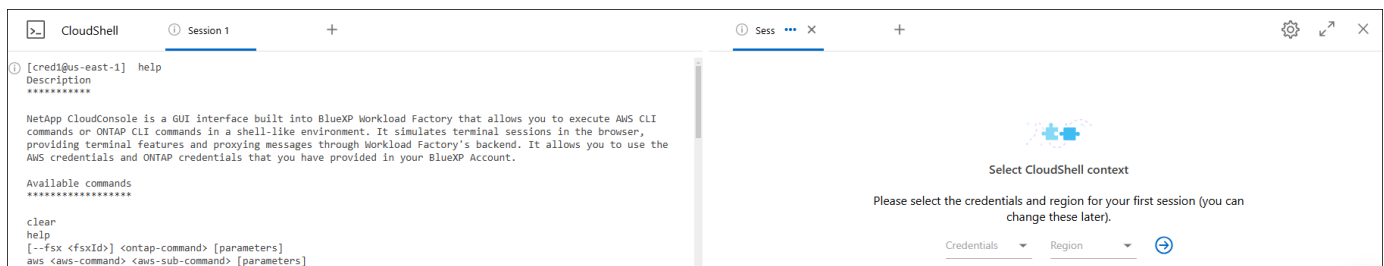 CloudShell
Session 1
[cred1@us-east-1]  help
Description
***********
NetApp CloudConsole is a GUI interface built into BlueXP Workload Factory that allows you to execute AWS CLI
commands or ONTAP CLI commands in a shell-like environment. It simulates terminal sessions in the browser,
providing terminal features and proxying messages through Workload Factory's backend. It allows you to use the
AWS credentials and ONTAP credentials that you have provided in your BlueXP Account.
Available commands
******************
clear
help
[--fsx <fsxId>] <ontap-command> [parameters]
aws <aws-command> <aws-sub-command> [parameters]
Sess
Select CloudShell context
Please select the credentials and region for your first session (you can
change these later).
Credentials
Region